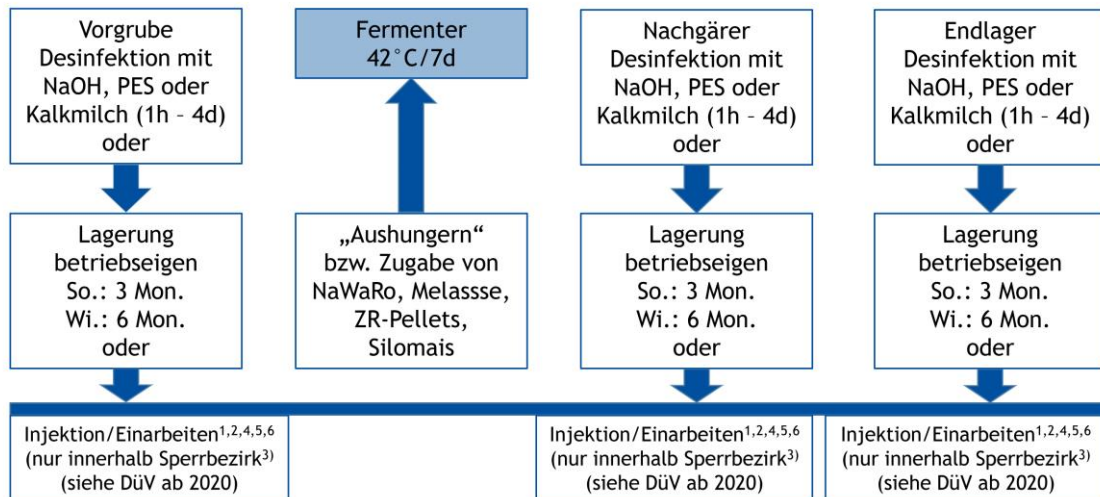 Vorgrube
Desinfektion mit
NaOH, PES oder
Kalkmilch (1h – 4d)
oder
Fermenter
42°C/7d
Nachgärer
Desinfektion mit
NaOH, PES oder
Kalkmilch (1h – 4d)
oder
Endlager
Desinfektion mit
NaOH, PES oder
Kalkmilch (1h – 4d)
oder
Lagerung
betriebseigen
So.: 3 Mon.
Wi.: 6 Mon.
oder
„Aushungern“
bzw. Zugabe von
NaWaRo, Melassse,
ZR-Pellets,
Silomais
Lagerung
betriebseigen
So.: 3 Mon.
Wi.: 6 Mon.
oder
Lagerung
betriebseigen
So.: 3 Mon.
Wi.: 6 Mon.
oder
Injektion/Einarbeiten¹,²,⁴,⁵,⁶
(nur innerhalb Sperrbezirk³)
(siehe DüV ab 2020)
Injektion/Einarbeiten¹,²,⁴,⁵,⁶
(nur innerhalb Sperrbezirk³)
(siehe DüV ab 2020)
Injektion/Einarbeiten¹,²,⁴,⁵,⁶
(nur innerhalb Sperrbezirk³)
(siehe DüV ab 2020)